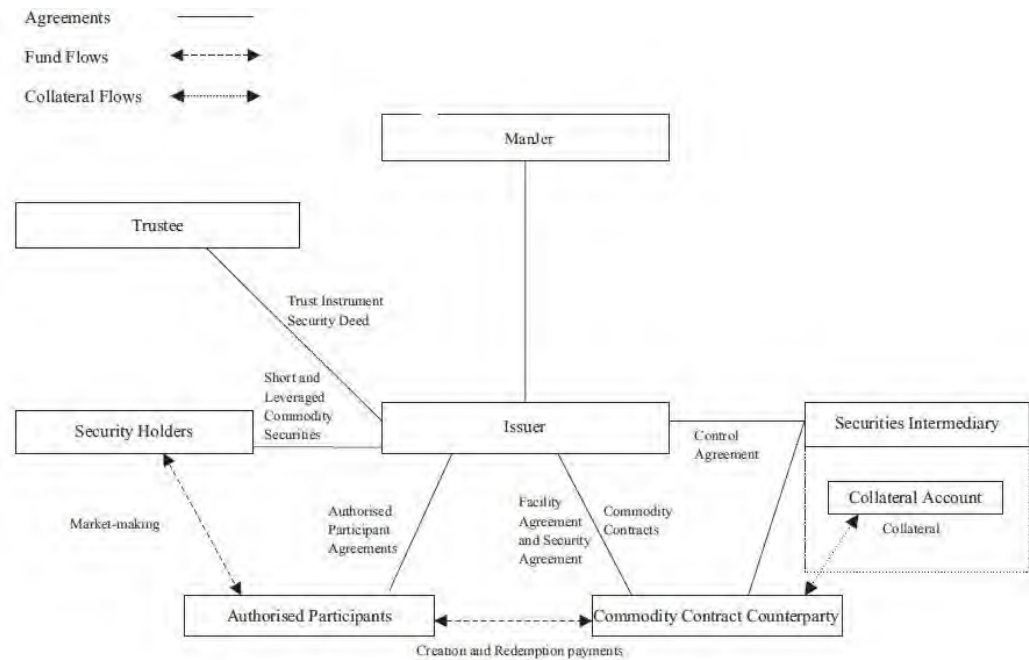 Agreements
Fund Flows
Collateral Flows
ManJer
Trustee
Trust Instrument
Security Deed
Short and
Leveraged
Commodity
Securities
Security Holders
Issuer
Securities Intermediary
Control
Agreement
Collateral Account
Collateral
Market-making
Authorised
Participant
Agreements
Facility
Agreement
and Security
Agreement
Commodity
Contracts
Authorised Participants
Commodity Contract Counterparty
Creation and Redemption payments